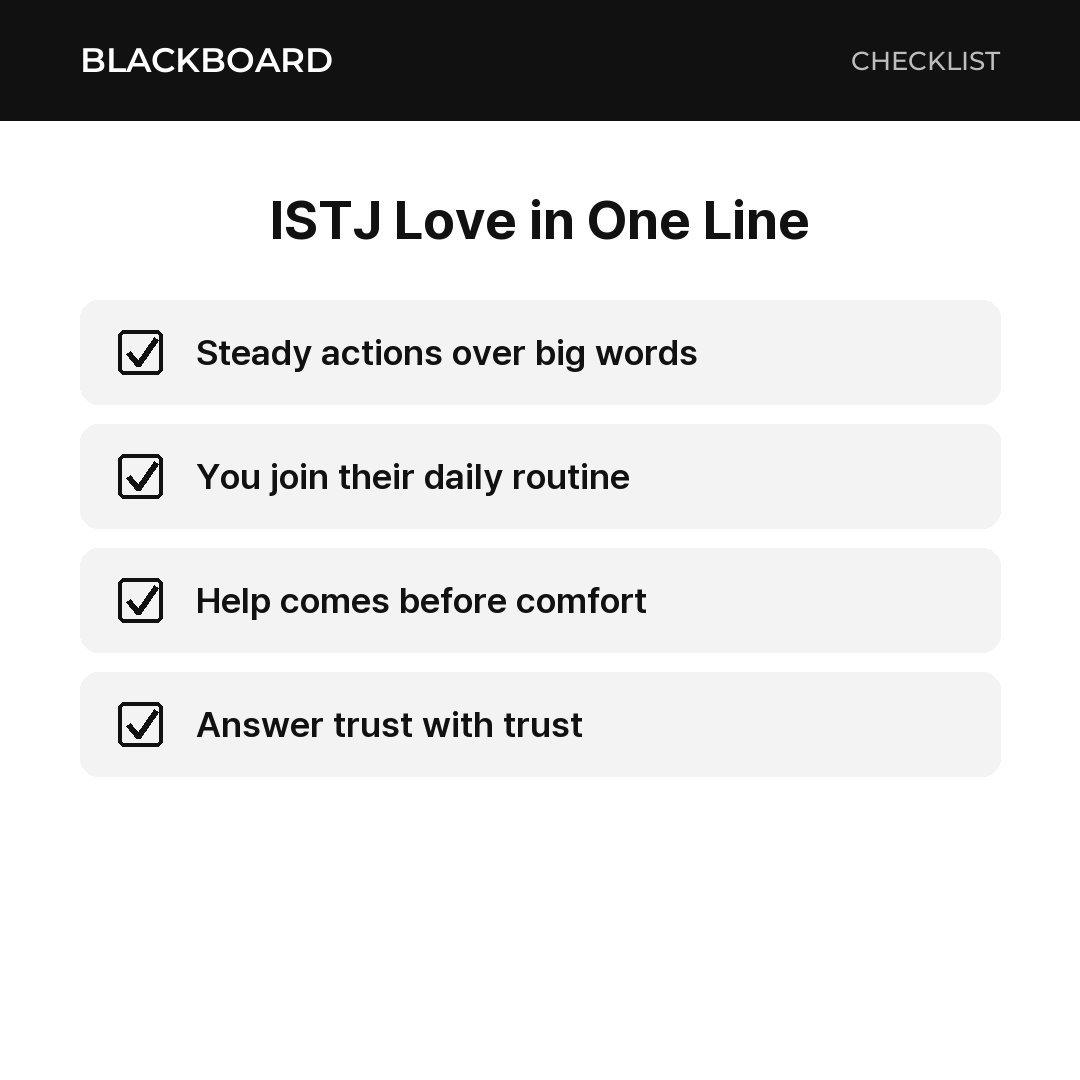 BLACKBOARD
CHECKLIST
ISTJ Love in One Line
Steady actions over big words
You join their daily routine
Help comes before comfort
Answer trust with trust